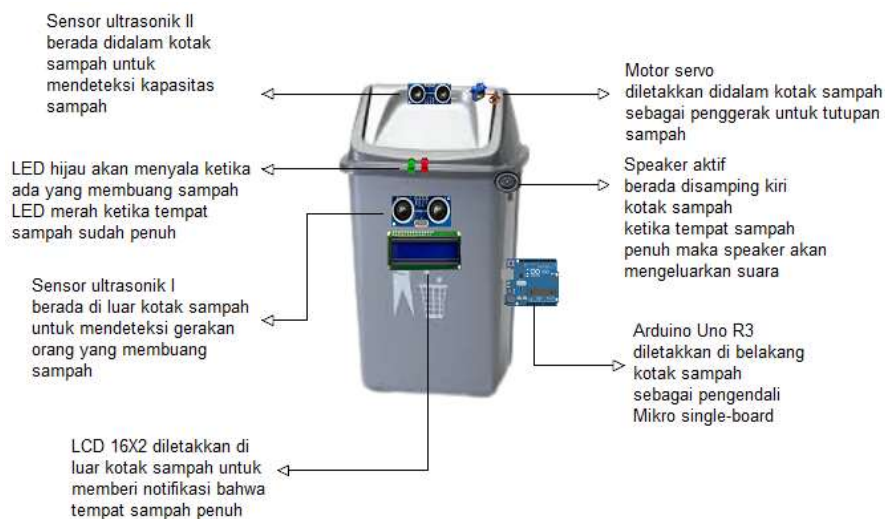 Sensor ultrasonik II
berada didalam kotak
sampah untuk
mendeteksi kapasitas
sampah
LED hijau akan menyala ketika
ada yang membuang sampah
LED merah ketika tempat
sampah sudah penuh
Sensor ultrasonik I
berada di luar kotak sampah
untuk mendeteksi gerakan
orang yang membuang
sampah
LCD 16X2 diletakkan di
luar kotak sampah untuk
memberi notifikasi bahwa
tempat sampah penuh
Motor servo
diletakkan didalam kotak sampah
sebagai penggerak untuk tutupan
sampah
Speaker aktif
berada disamping kiri
kotak sampah
ketika tempat sampah
penuh maka speaker akan
mengeluarkan suara
Arduino Uno R3
diletakkan di belakang
kotak sampah
sebagai pengendali
Mikro single-board